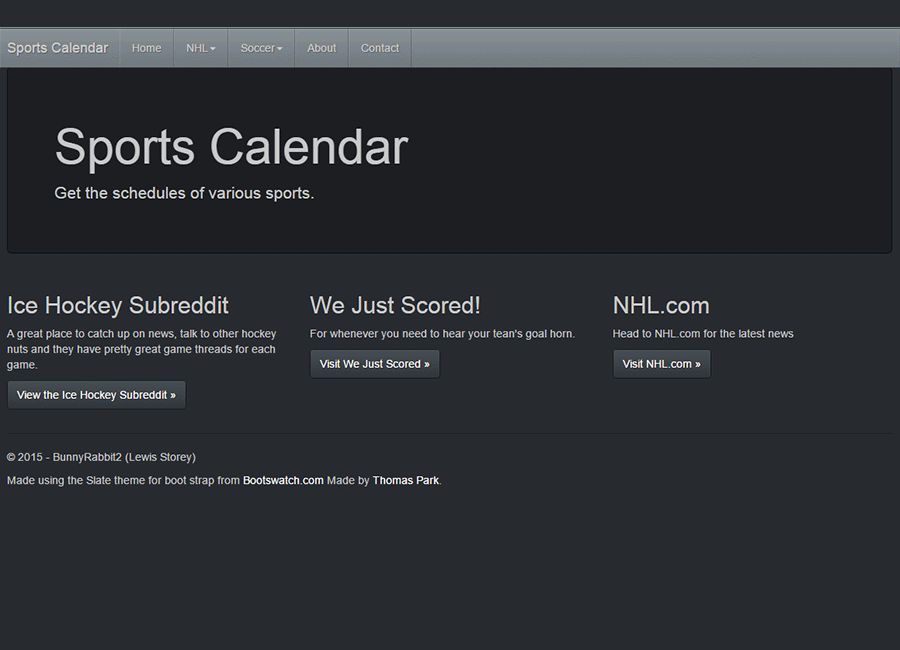 Sports Calendar Home NHL Soccer About Contact
Sports Calendar
Get the schedules of various sports.
Ice Hockey Subreddit
A great place to catch up on news, talk to other hockey
nuts and they have pretty great game threads for each
game.
View the Ice Hockey Subreddit »
We Just Scored!
For whenever you need to hear your tean's goal horn.
Visit We Just Scored »
NHL.com
Head to NHL.com for the latest news
Visit NHL.com »
© 2015 - BunnyRabbit2 (Lewis Storey)
Made using the Slate theme for boot strap from Bootswatch.com Made by Thomas Park.